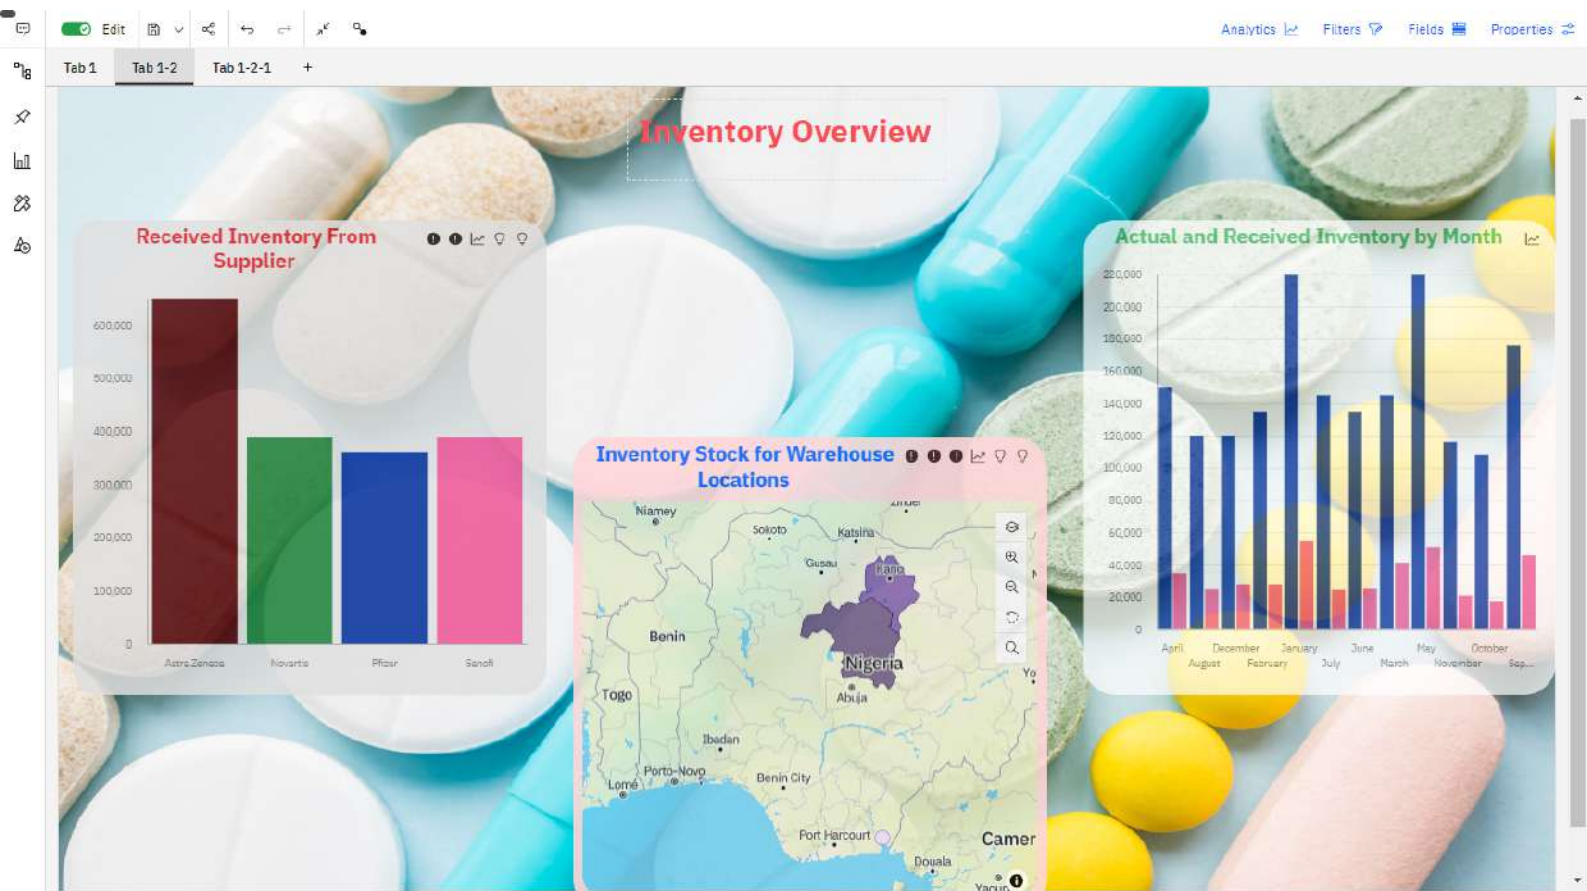 Edit
Analytics
Filters
Fields
Properties
Tab 1
Tab 1-2
Tab 1-2-1
+
Inventory Overview
Received Inventory From
Supplier
600,000
500,000
400,000
300,000
200,000
100,000
0
AstraZeneca
Novartis
Pfizer
Sanofi
Inventory Stock for Warehouse
Locations
Niamey
Zinder
Sokoto
Katsina
Gusau
Kano
Benin
Nigeria
Togo
Abuja
Yo
Ibadan
Porto-Novo
Lomé
Benin City
Port Harcourt
Camer
Douala
Actual and Received Inventory by Month
220,000
200,000
180,000
160,000
140,000
120,000
100,000
80,000
60,000
40,000
20,000
0
April
December
January
June
May
October
August
February
July
March
November
Sep...